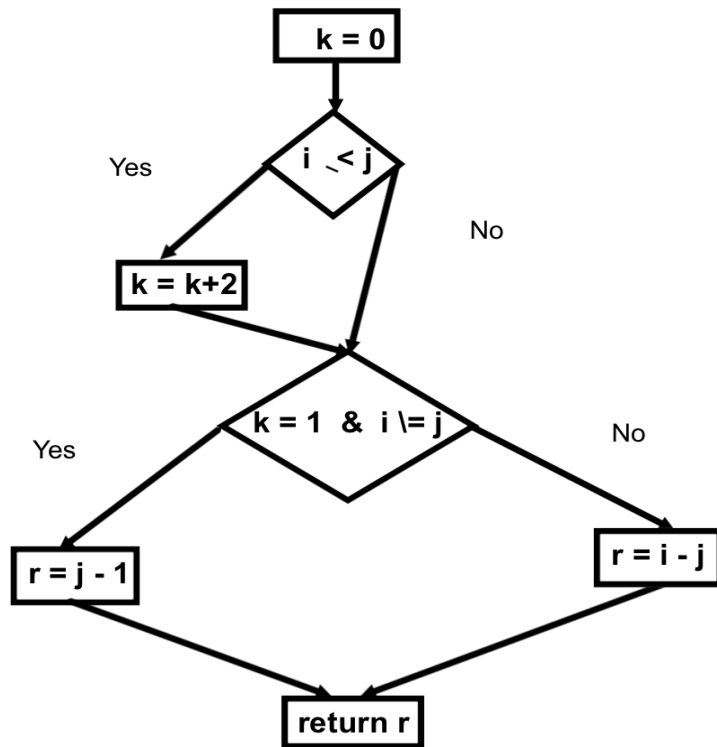 k = 0
i _< j
Yes
No
k = k+2
k = 1 & i \= j
Yes
No
r = j - 1
r = i - j
return r